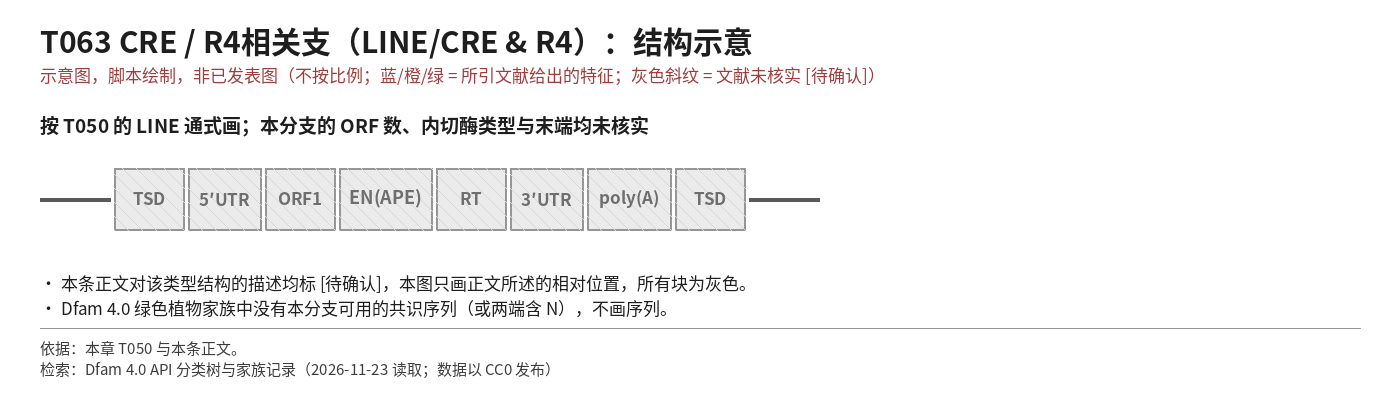 T063 CRE / R4相关支（LINE/CRE & R4）：结构示意
示意图，脚本绘制，非已发表图（不按比例；蓝/橙/绿 = 所引文献给出的特征；灰色斜纹 = 文献未核实 [待确认]）
按 T050 的 LINE 通式画；本分支的 ORF 数、内切酶类型与末端均未核实
TSD 5′UTR ORF1 EN(APE) RT 3′UTR poly(A) TSD
・ 本条正文对该类型结构的描述均标 [待确认]，本图只画正文所述的相对位置，所有块为灰色。
・ Dfam 4.0 绿色植物家族中没有本分支可用的共识序列（或两端含 N），不画序列。
依据：本章 T050 与本条正文。
检索：Dfam 4.0 API 分类树与家族记录（2026-11-23 读取；数据以 CC0 发布）